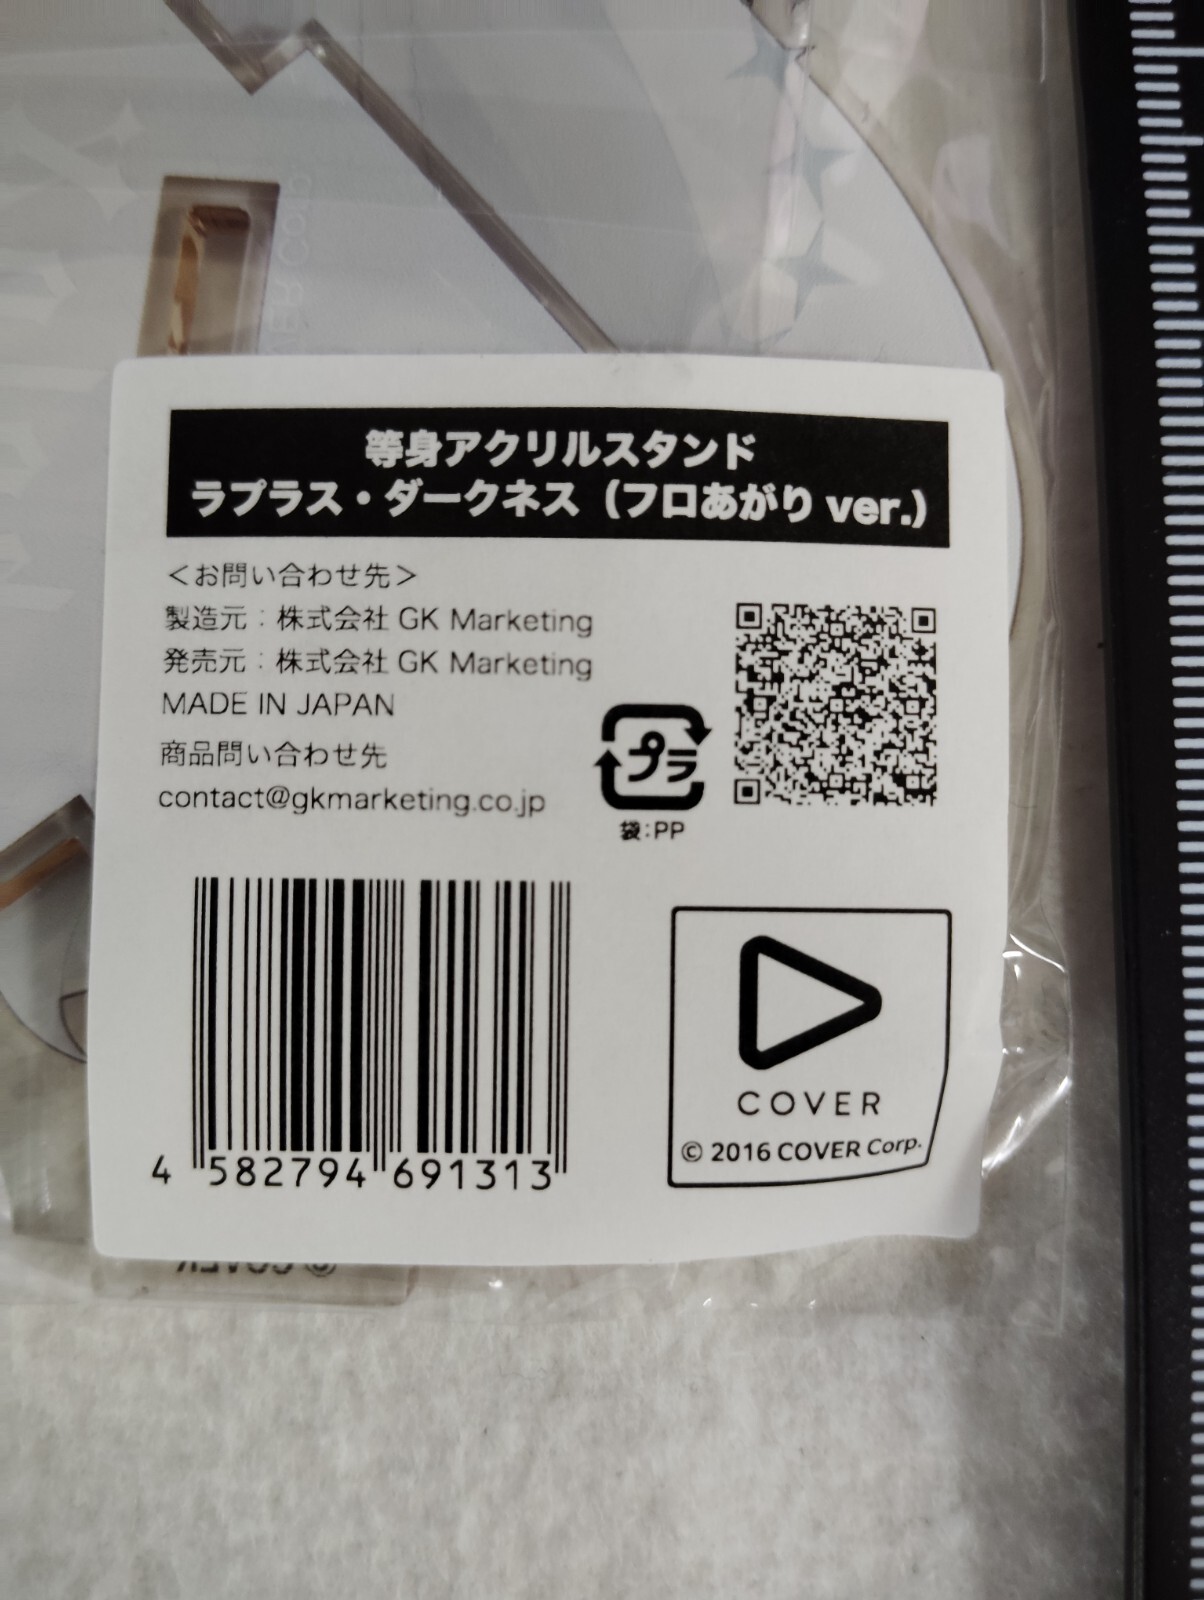 等身アクリルスタンド
ラプラス・ダークネス（フロあがり ver.）
＜お問い合わせ先＞
製造元：株式会社 GK Marketing
発売元：株式会社 GK Marketing
MADE IN JAPAN
商品問い合わせ先
contact@gkmarketing.co.jp
プラ
袋：PP
4 582794 691313
COVER
© 2016 COVER Corp.